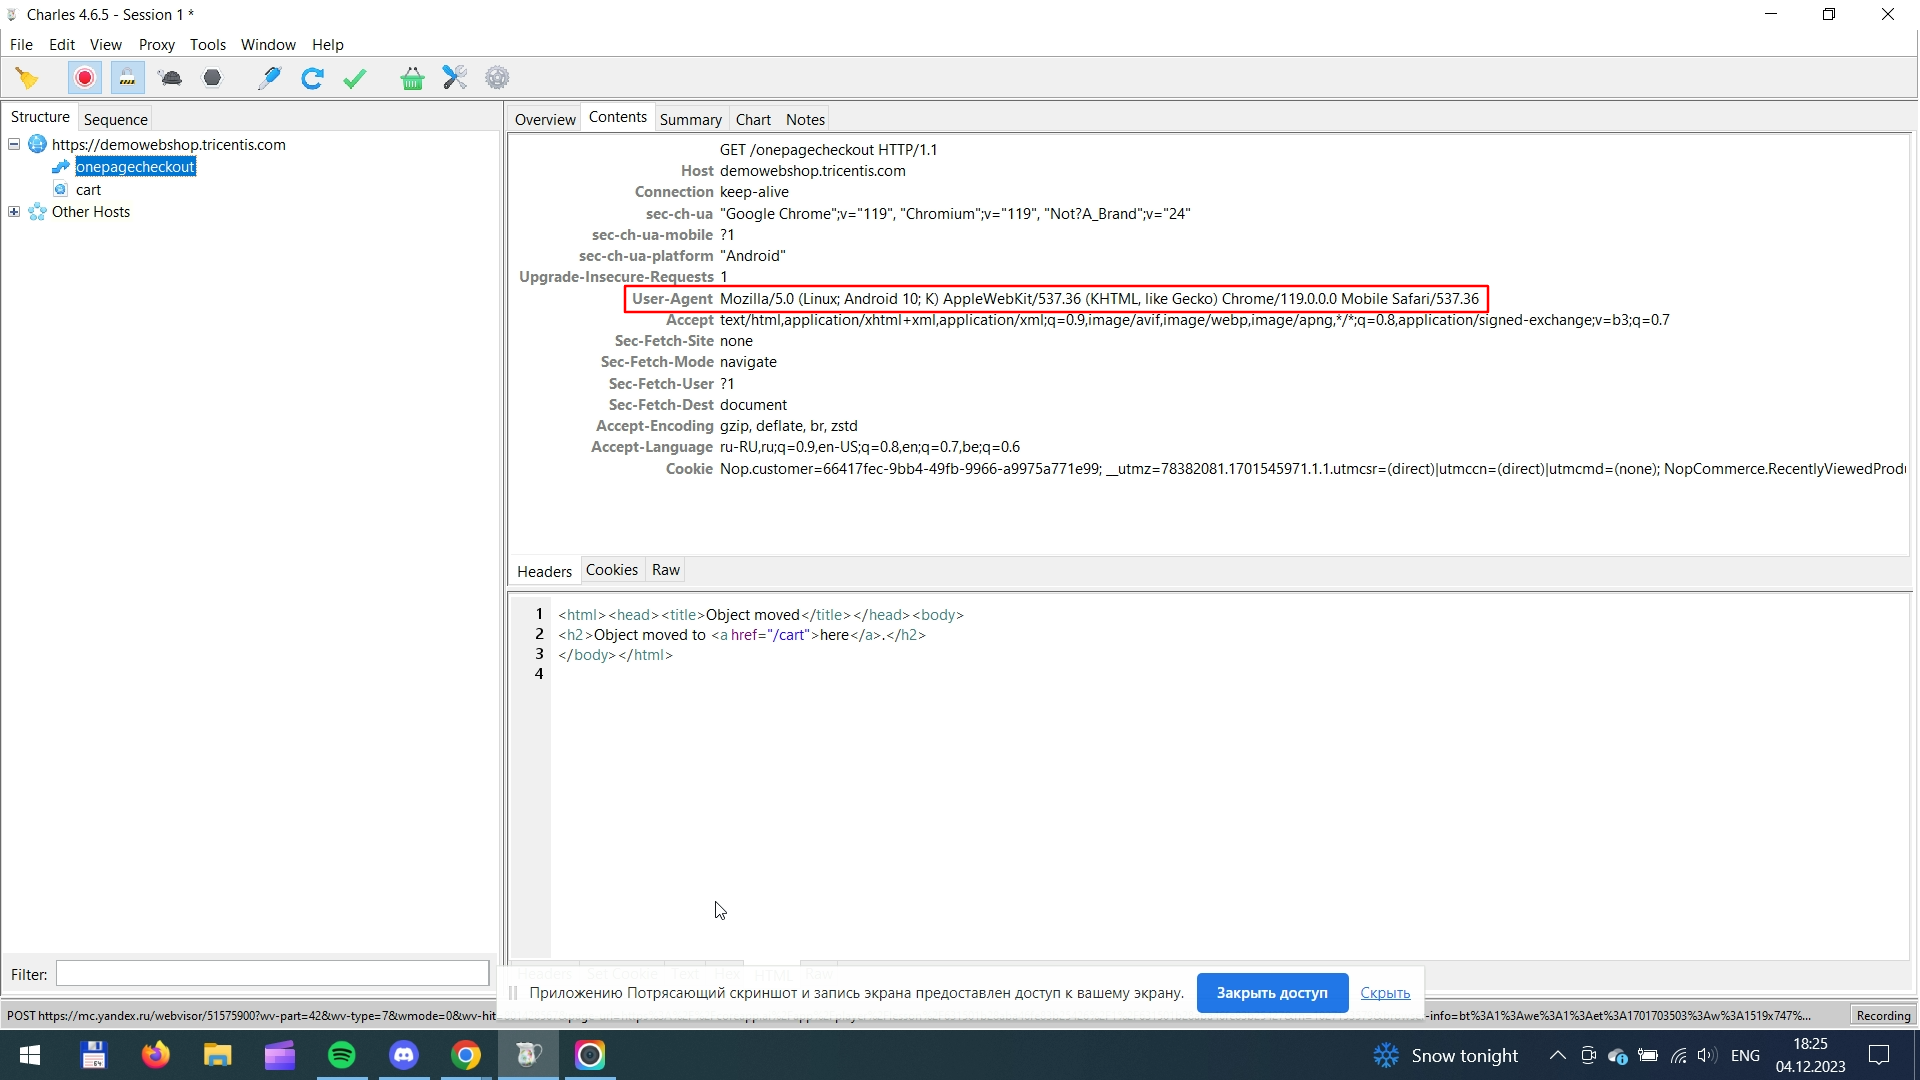 Charles 4.6.5 - Session 1 *
File Edit View Proxy Tools Window Help
Structure Sequence
https://demowebshop.tricentis.com
onepagecheckout
cart
Other Hosts
Filter:
Overview Contents Summary Chart Notes
GET /onepagecheckout HTTP/1.1
Host demowebshop.tricentis.com
Connection keep-alive
sec-ch-ua "Google Chrome";v="119", "Chromium";v="119", "Not?A_Brand";v="24"
sec-ch-ua-mobile ?1
sec-ch-ua-platform "Android"
Upgrade-Insecure-Requests 1
User-Agent Mozilla/5.0 (Linux; Android 10; K) AppleWebKit/537.36 (KHTML, like Gecko) Chrome/119.0.0.0 Mobile Safari/537.36
Accept text/html,application/xhtml+xml,application/xml;q=0.9,image/avif,image/webp,image/apng,*/*;q=0.8,application/signed-exchange;v=b3;q=0.7
Sec-Fetch-Site none
Sec-Fetch-Mode navigate
Sec-Fetch-User ?1
Sec-Fetch-Dest document
Accept-Encoding gzip, deflate, br, zstd
Accept-Language ru-RU,ru;q=0.9,en-US;q=0.8,en;q=0.7,be;q=0.6
Cookie Nop.customer=66417fec-9bb4-49fb-9966-a9975a771e99; __utmz=78382081.1701545971.1.1.utmcsr=(direct)|utmccn=(direct)|utmcmd=(none); NopCommerce.RecentlyViewedProdu
Headers Cookies Raw
1 <html><head><title>Object moved</title></head><body>
2 <h2>Object moved to <a href="/cart">here</a>.</h2>
3 </body></html>
4
Headers Set Cookie Text Hex HTML Raw
Приложению Потрясающий скриншот и запись экрана предоставлен доступ к вашему экрану. Закрыть доступ Скрыть
POST https://mc.yandex.ru/webvisor/51575900?wv-part=42&wv-type=7&wmode=0&wv-hit -info=bt%3A1%3Awe%3A1%3Aet%3A1701703503%3Aw%3A1519x747%... Recording
Snow tonight ENG 18:25
04.12.2023